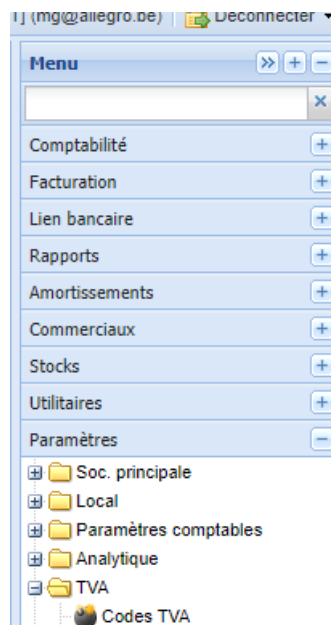 1] (mg@allegro.be) Déconnecter
Menu
Comptabilité
Facturation
Lien bancaire
Rapports
Amortissements
Commerciaux
Stocks
Utilitaires
Paramètres
Soc. principale
Local
Paramètres comptables
Analytique
TVA
Codes TVA